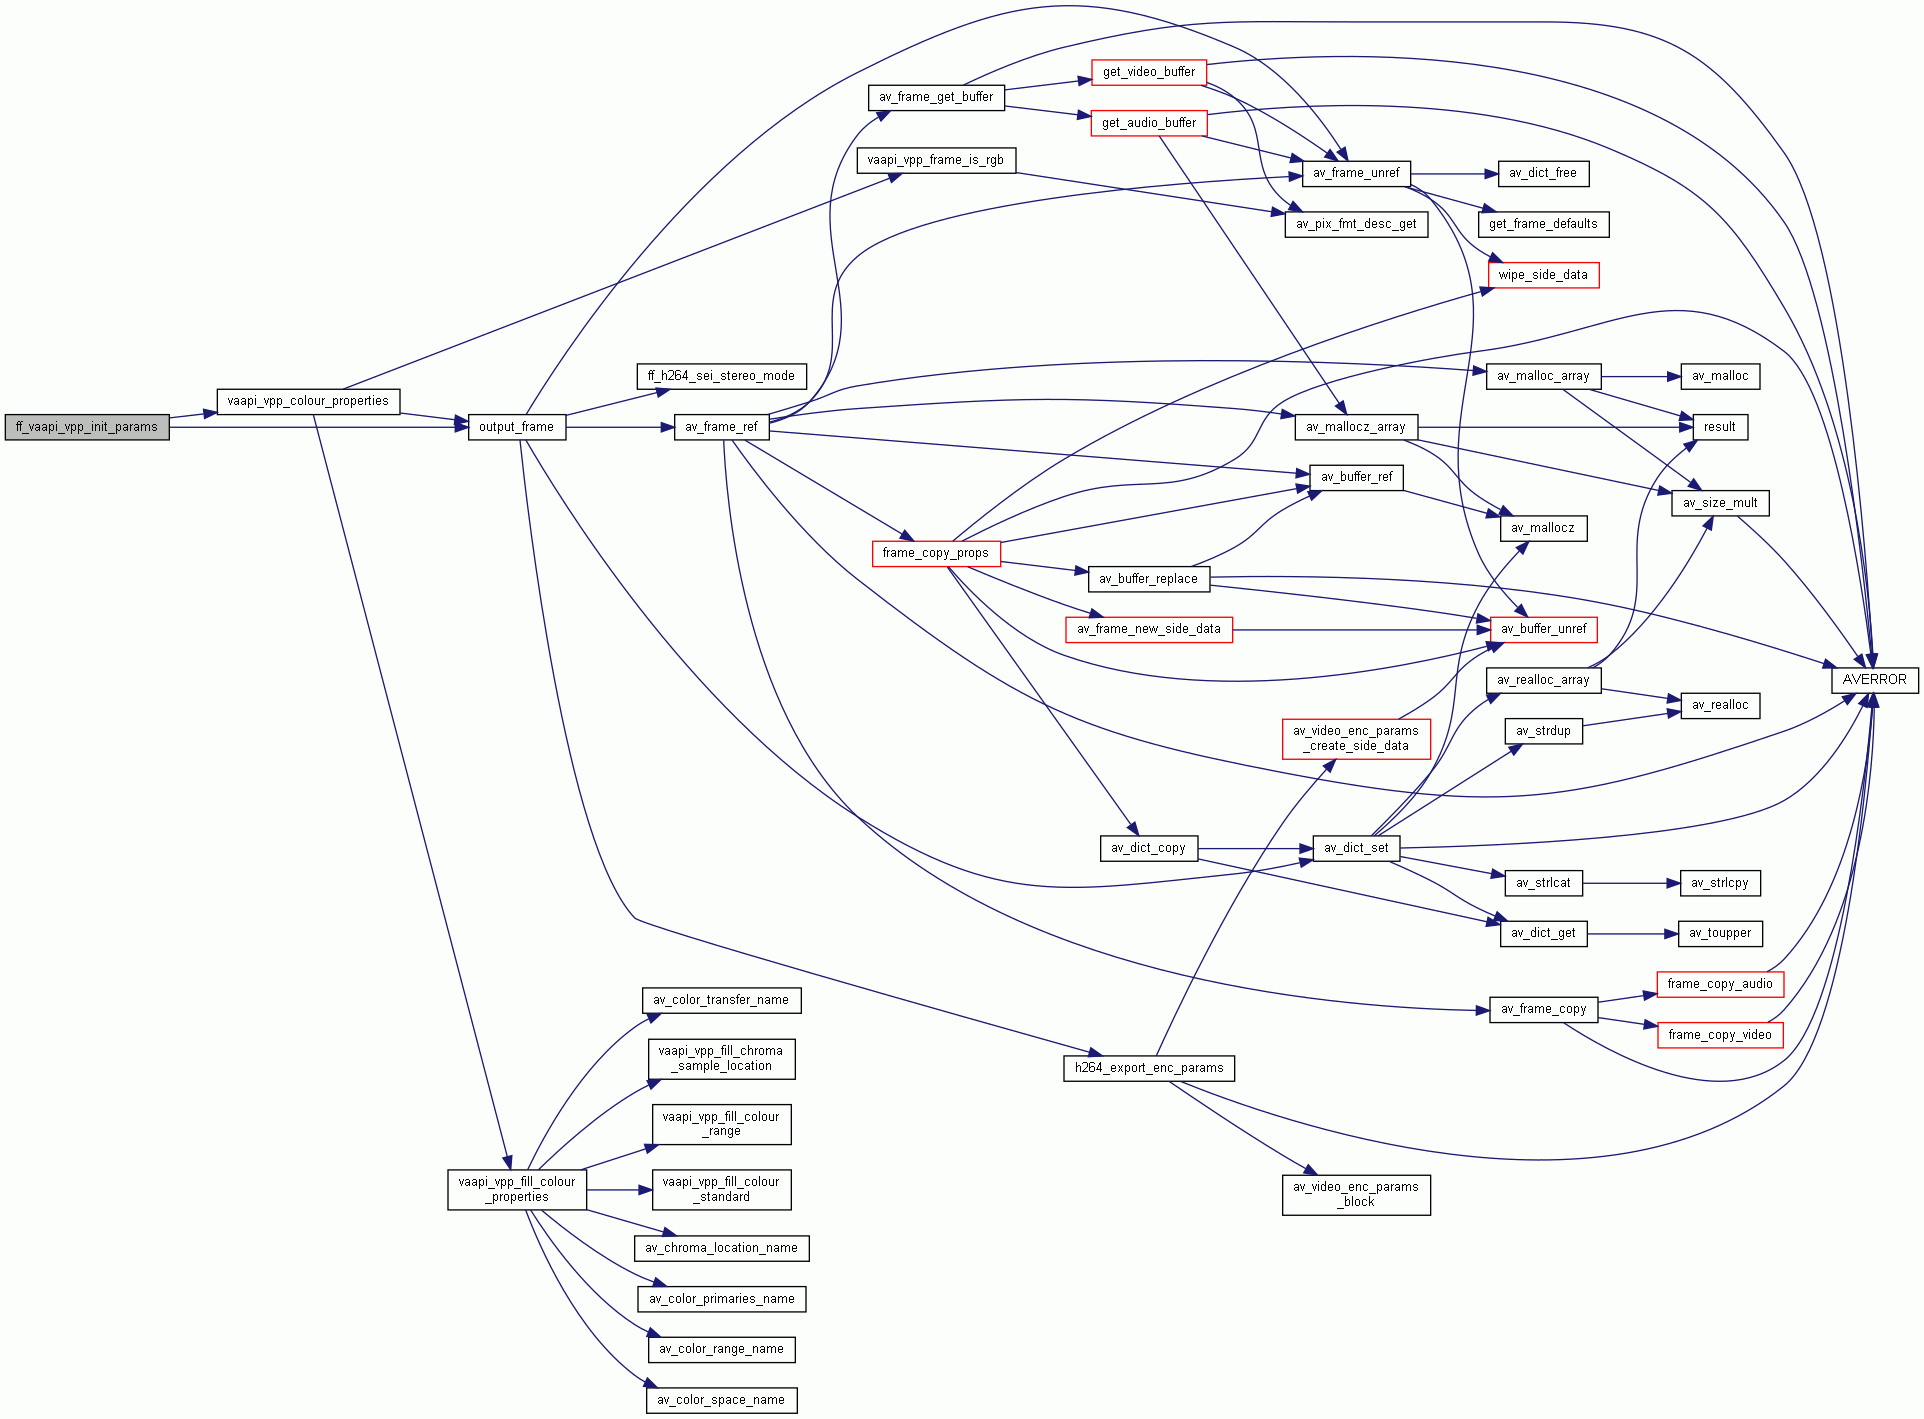 ff_vaapi_vpp_init_params
vaapi_vpp_colour_properties
output_frame
vaapi_vpp_fill_colour
_properties
ff_h264_sei_stereo_mode
av_frame_ref
av_color_transfer_name
vaapi_vpp_fill_chroma
_sample_location
vaapi_vpp_fill_colour
_range
vaapi_vpp_fill_colour
_standard
av_chroma_location_name
av_color_primaries_name
av_color_range_name
av_color_space_name
av_frame_get_buffer
vaapi_vpp_frame_is_rgb
frame_copy_props
get_video_buffer
get_audio_buffer
av_buffer_replace
av_frame_new_side_data
av_dict_copy
h264_export_enc_params
av_frame_unref
av_pix_fmt_desc_get
av_mallocz_array
av_buffer_ref
av_video_enc_params
_create_side_data
av_dict_set
av_video_enc_params
_block
av_dict_free
get_frame_defaults
wipe_side_data
av_malloc_array
av_mallocz
av_buffer_unref
av_realloc_array
av_strdup
av_strlcat
av_dict_get
av_frame_copy
av_malloc
result
av_size_mult
av_realloc
av_strlcpy
av_toupper
frame_copy_audio
frame_copy_video
AVERROR